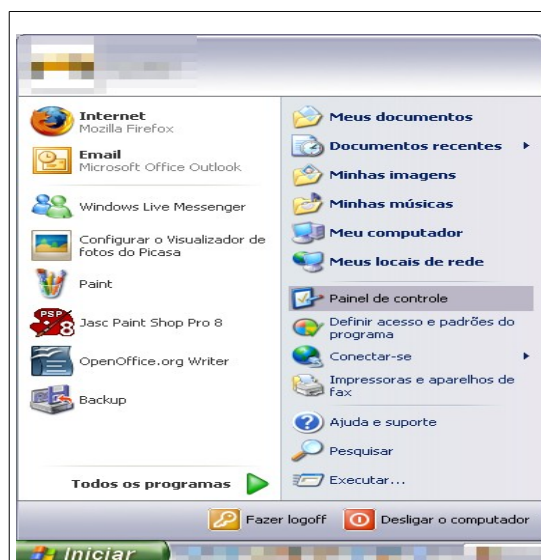 Internet
Mozilla Firefox
Email
Microsoft Office Outlook
Windows Live Messenger
Configurar o Visualizador de
fotos do Picasa
Paint
PSP
8
Jasc Paint Shop Pro 8
OpenOffice.org Writer
Backup
Todos os programas
Meus documentos
Documentos recentes
Minhas imagens
Minhas músicas
Meu computador
Meus locais de rede
Painel de controle
Definir acesso e padrões do
programa
Conectar-se
Impressoras e aparelhos de
fax
Ajuda e suporte
Pesquisar
Executar...
Fazer logoff
Desligar o computador
Iniciar